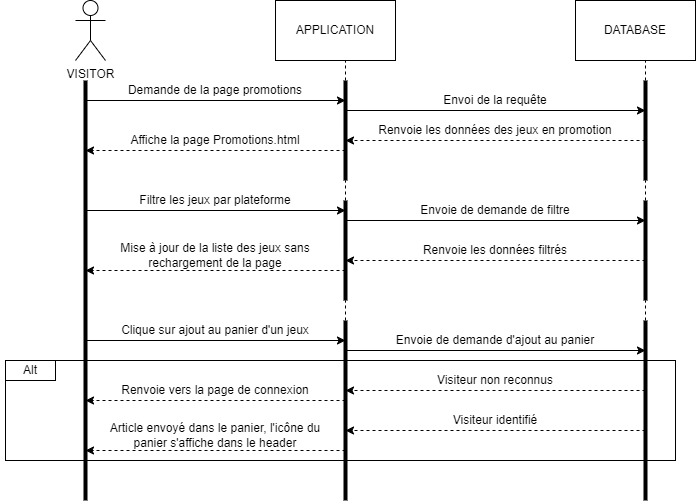 APPLICATION
DATABASE
VISITOR
Demande de la page promotions
Envoi de la requête
Renvoie les données des jeux en promotion
Affiche la page Promotions.html
Filtre les jeux par plateforme
Envoie de demande de filtre
Mise à jour de la liste des jeux sans
rechargement de la page
Renvoie les données filtrés
Clique sur ajout au panier d'un jeux
Envoie de demande d'ajout au panier
Alt
Visiteur non reconnus
Renvoie vers la page de connexion
Visiteur identifié
Article envoyé dans le panier, l'icône du
panier s'affiche dans le header